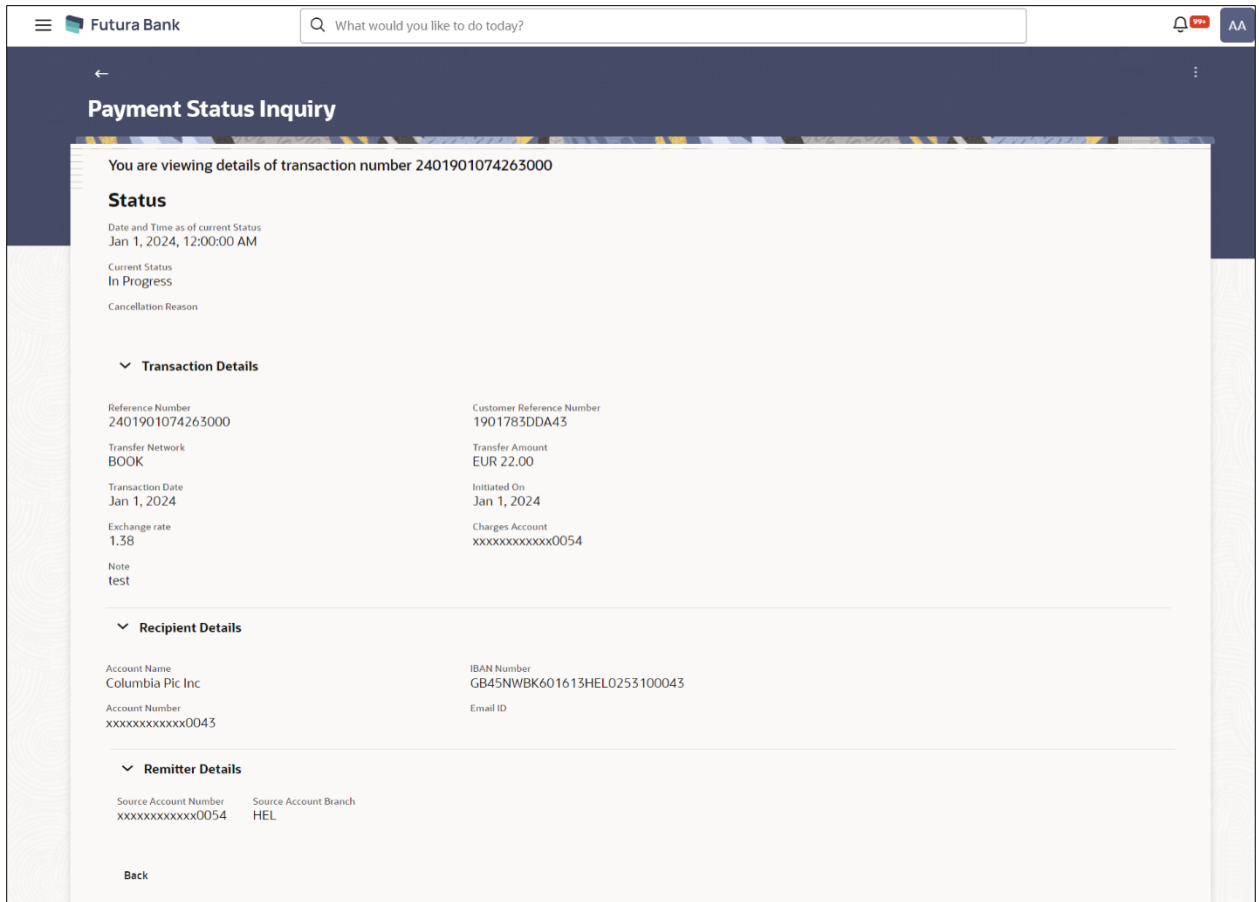 Futura Bank
What would you like to do today?
99+
AA
Payment Status Inquiry
You are viewing details of transaction number 2401901074263000
Status
Date and Time as of current Status
Jan 1, 2024, 12:00:00 AM
Current Status
In Progress
Cancellation Reason
Transaction Details
Reference Number
2401901074263000
Customer Reference Number
1901783DDA43
Transfer Network
BOOK
Transfer Amount
EUR 22.00
Transaction Date
Jan 1, 2024
Initiated On
Jan 1, 2024
Exchange rate
1.38
Charges Account
xxxxxxxxxxxx0054
Note
test
Recipient Details
Account Name
Columbia Pic Inc
IBAN Number
GB45NWBK601613HEL0253100043
Account Number
xxxxxxxxxxxx0043
Email ID
Remitter Details
Source Account Number
xxxxxxxxxxxx0054
Source Account Branch
HEL
Back